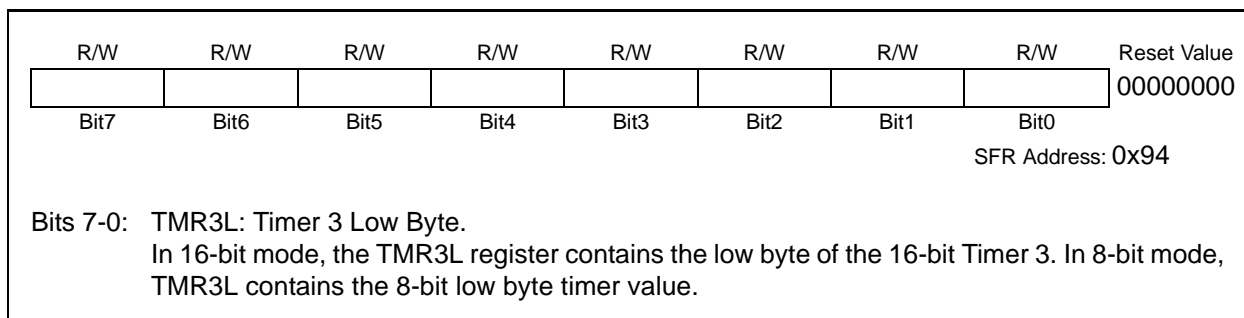 R/W R/W R/W R/W R/W R/W R/W R/W Reset Value
00000000
Bit7 Bit6 Bit5 Bit4 Bit3 Bit2 Bit1 Bit0
SFR Address: 0x94
Bits 7-0: TMR3L: Timer 3 Low Byte.
In 16-bit mode, the TMR3L register contains the low byte of the 16-bit Timer 3. In 8-bit mode,
TMR3L contains the 8-bit low byte timer value.